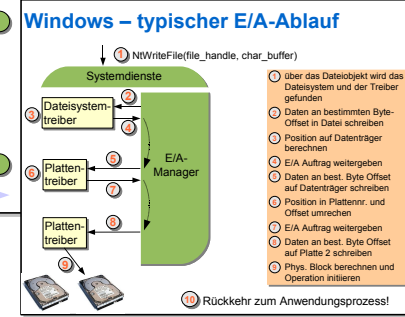 Windows – typischer E/A-Ablauf
1 NtWriteFile(file_handle, char_buffer)
Systemdienste
2
Dateisystem-
treiber
3
4
E/A-
Manager
5
Platten-
treiber
6
7
8
Platten-
treiber
9
1 über das Dateiobjekt wird das
Dateisystem und der Treiber
gefunden
2 Daten an bestimmten Byte-
Offset in Datei schreiben
3 Position auf Datenträger
berechnen
4 E/A Auftrag weitergeben
5 Daten an best. Byte Offset
auf Datenträger schreiben
6 Position in Plattennr. und
Offset umrechen
7 E/A Auftrag weitergeben
8 Daten an best. Byte Offset
auf Platte 2 schreiben
9 Phys. Block berechnen und
Operation initiieren
10 Rückkehr zum Anwendungsprozess!